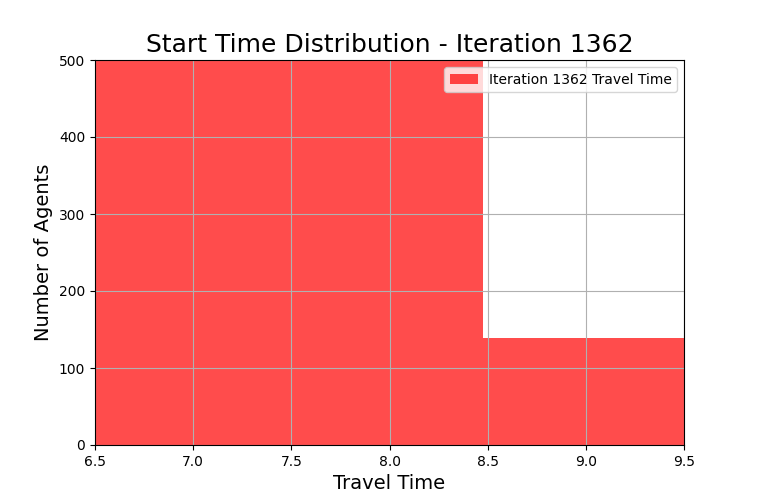 Start Time Distribution - Iteration 1362
Iteration 1362 Travel Time
Number of Agents
500
400
300
200
100
0
6.5 7.0 7.5 8.0 8.5 9.0 9.5
Travel Time